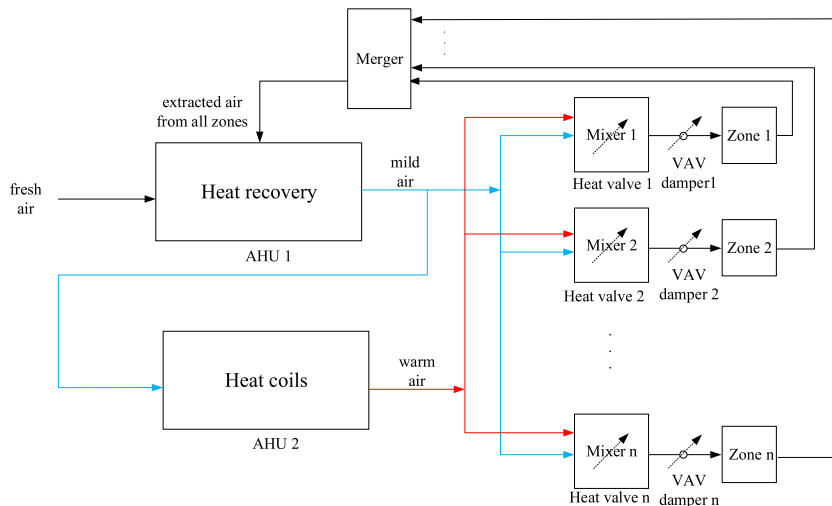 Merger
extracted air
from all zones
fresh
air
Heat recovery
AHU 1
mild
air
Heat coils
AHU 2
warm
air
Mixer 1
Heat valve 1
VAV
damper1
Zone 1
Mixer 2
Heat valve 2
VAV
damper 2
Zone 2
Mixer n
Heat valve n
VAV
damper n
Zone n